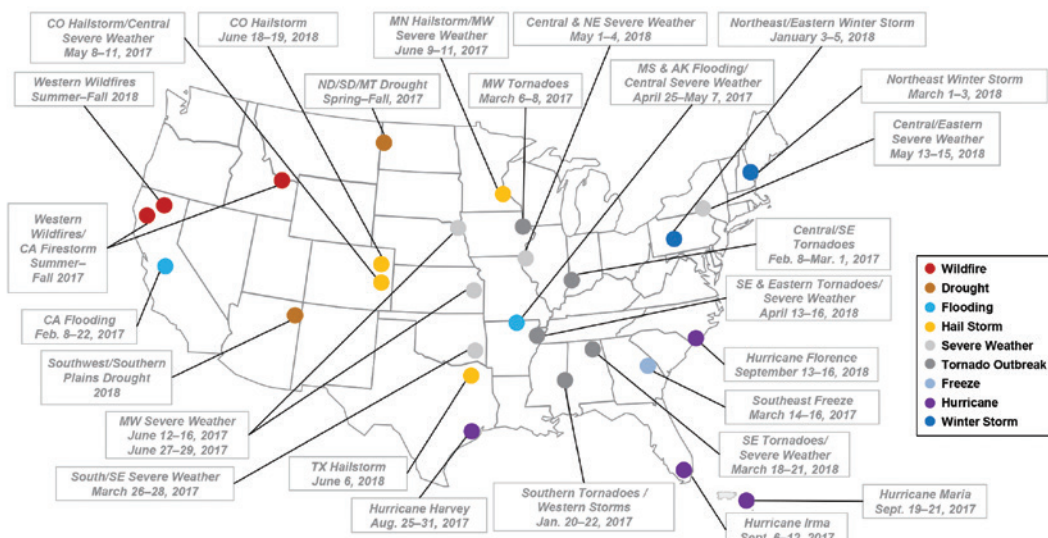 CO Hailstorm/Central
Severe Weather
May 8–11, 2017
CO Hailstorm
June 18–19, 2018
MN Hailstorm/MW
Severe Weather
June 9–11, 2017
Central & NE Severe Weather
May 1–4, 2018
Northeast/Eastern Winter Storm
January 3–5, 2018
Western Wildfires
Summer–Fall 2018
ND/SD/MT Drought
Spring–Fall, 2017
MW Tornadoes
March 6–8, 2017
MS & AK Flooding/
Central Severe Weather
April 25–May 7, 2017
Northeast Winter Storm
March 1–3, 2018
Central/Eastern
Severe Weather
May 13–15, 2018
Western
Wildfires/
CA Firestorm
Summer–
Fall 2017
Central/SE
Tornadoes
Feb. 8–Mar. 1, 2017
SE & Eastern Tornadoes/
Severe Weather
April 13–16, 2018
CA Flooding
Feb. 8–22, 2017
Southwest/Southern
Plains Drought
2018
Hurricane Florence
September 13–16, 2018
Southeast Freeze
March 14–16, 2017
MW Severe Weather
June 12–16, 2017
June 27–29, 2017
SE Tornadoes/
Severe Weather
March 18–21, 2018
South/SE Severe Weather
March 26–28, 2017
TX Hailstorm
June 6, 2018
Hurricane Harvey
Aug. 25–31, 2017
Southern Tornadoes /
Western Storms
Jan. 20–22, 2017
Hurricane Irma
Sept. 6–12, 2017
Hurricane Maria
Sept. 19–21, 2017
Wildfire
Drought
Flooding
Hail Storm
Severe Weather
Tornado Outbreak
Freeze
Hurricane
Winter Storm